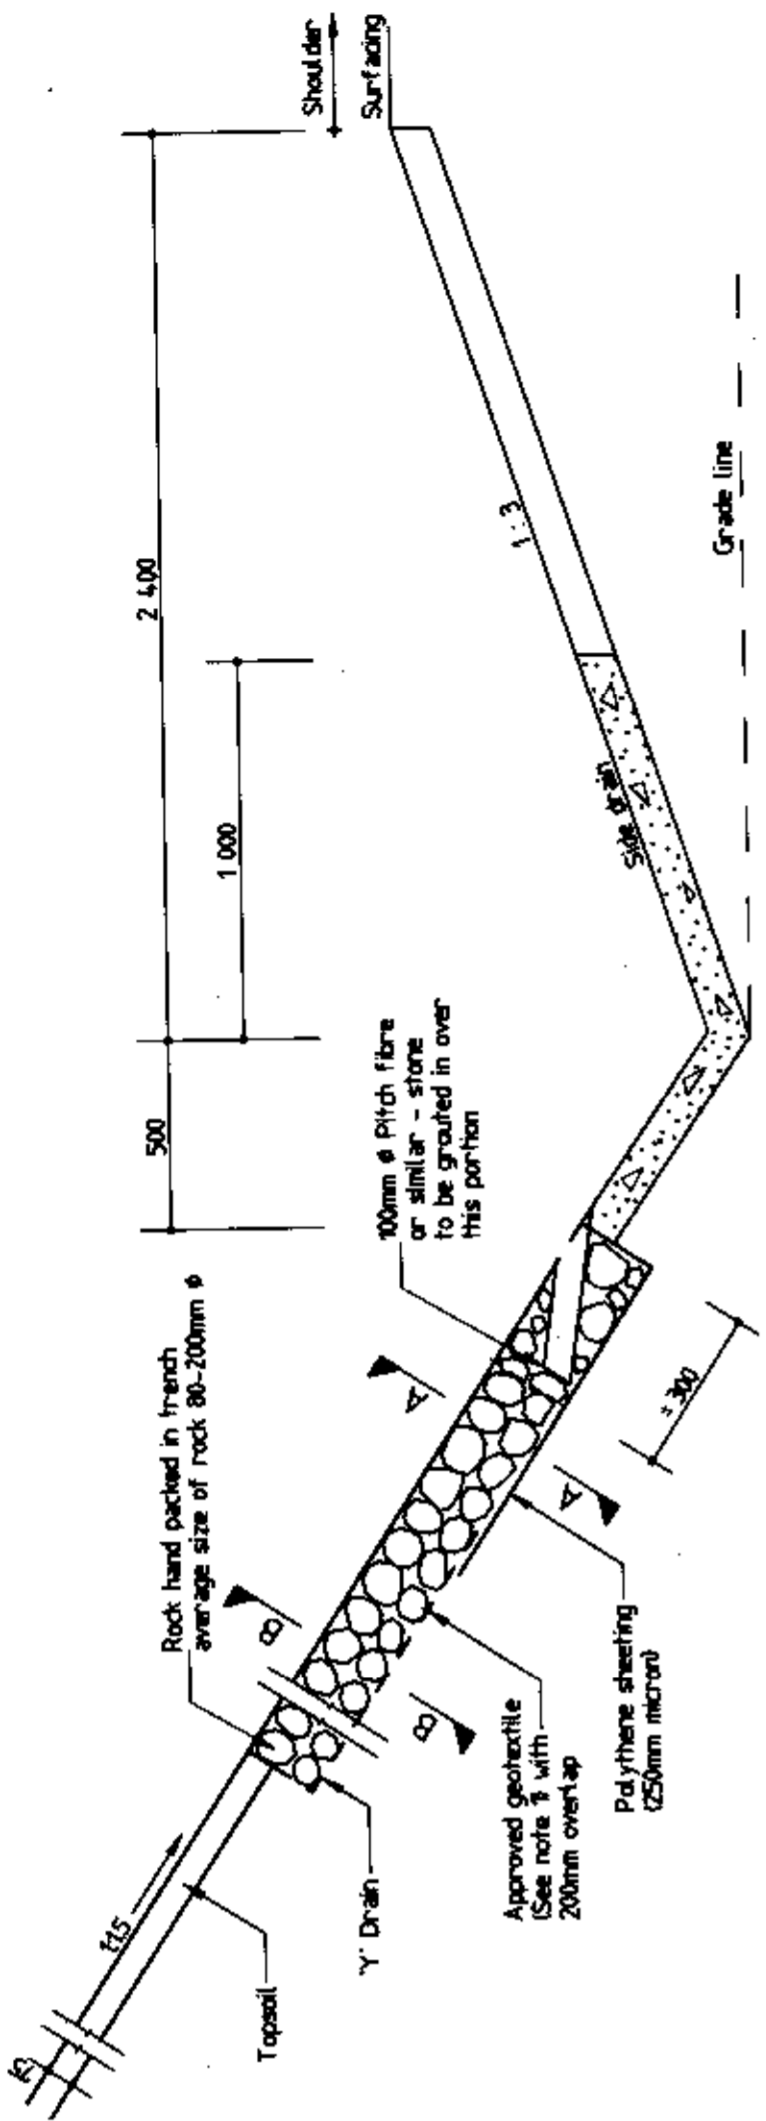 Shoulder
Surfacing
2 400
1 000
500
1 : 3
Grade line
Side drain
100mm ø Pitch fibre
or similar - stone
to be grouted in over
this portion
Rock hand packed in trench
average size of rock 80-200mm ø
A
A
± 300
B
B
Approved geotextile
(See note 1) with
200mm overlap
Polythene sheeting
(250mm micron)
'Y' Drain
Topsoil
1:1,5